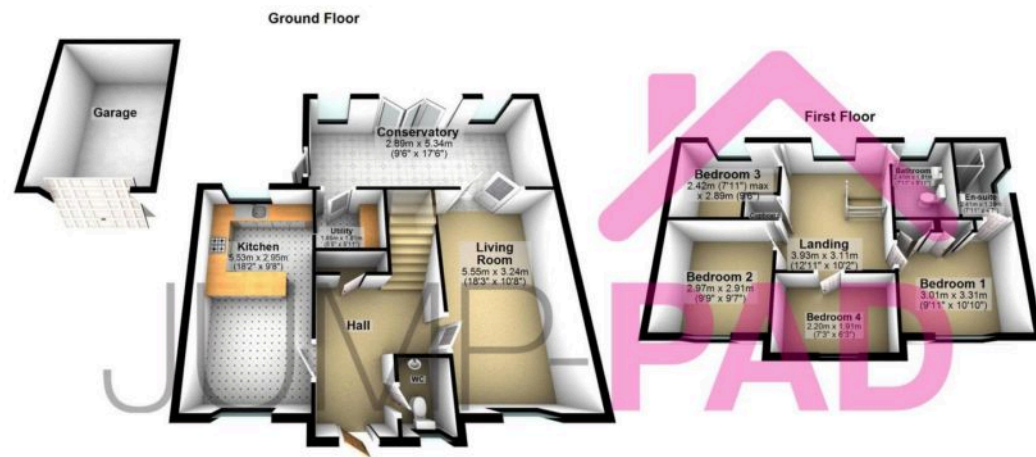 Ground Floor
Garage
Conservatory
2.89m x 5.34m
(9'6" x 17'6")
Kitchen
5.53m x 2.95m
(18'2" x 9'8")
Utility
Living
Room
5.55m x 3.24m
(18'3" x 10'8")
Hall
WC
First Floor
Bedroom 3
2.42m (7'11") max
x 2.89m (9'6")
Bathroom
En-suite
Landing
3.93m x 3.11m
(12'11" x 10'2")
Bedroom 2
2.97m x 2.91m
(9'9" x 9'7")
Bedroom 1
3.01m x 3.31m
(9'11" x 10'10")
Bedroom 4
2.20m x 1.91m
(7'3" x 6'3")
JUMP-PAD